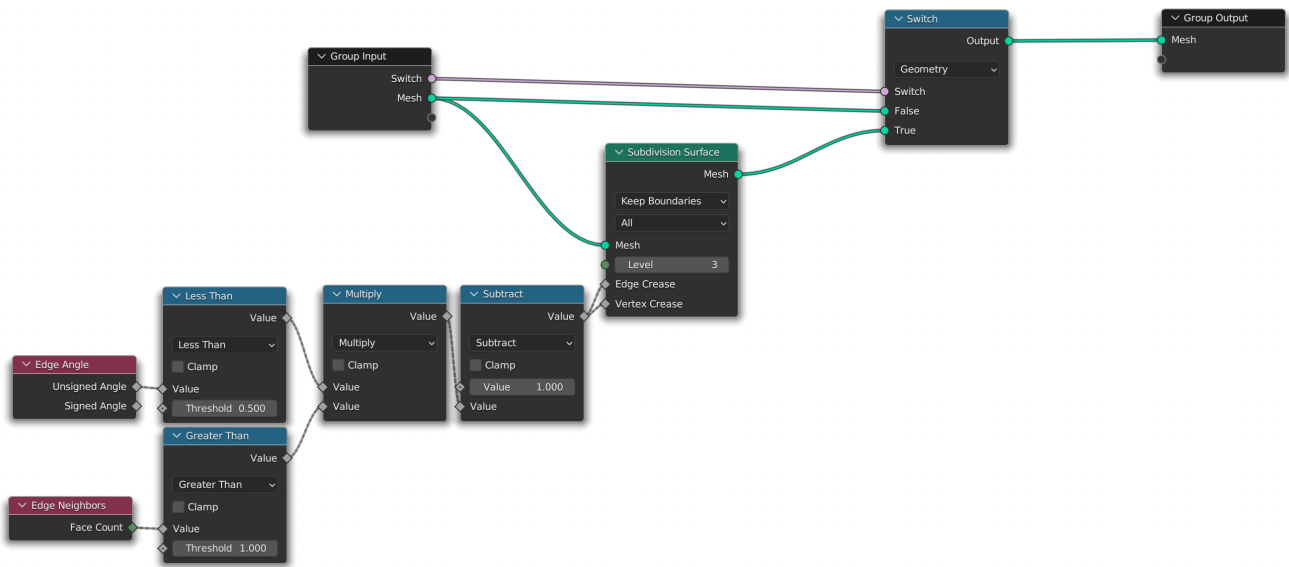 Group Input
Switch
Mesh
Switch
Output
Geometry
Switch
False
True
Group Output
Mesh
Subdivision Surface
Mesh
Keep Boundaries
All
Mesh
Level 3
Edge Crease
Vertex Crease
Edge Angle
Unsigned Angle
Signed Angle
Less Than
Value
Less Than
Clamp
Value
Threshold 0.500
Multiply
Value
Multiply
Clamp
Value
Value
Subtract
Value
Subtract
Clamp
Value 1.000
Value
Edge Neighbors
Face Count
Greater Than
Value
Greater Than
Clamp
Value
Threshold 1.000